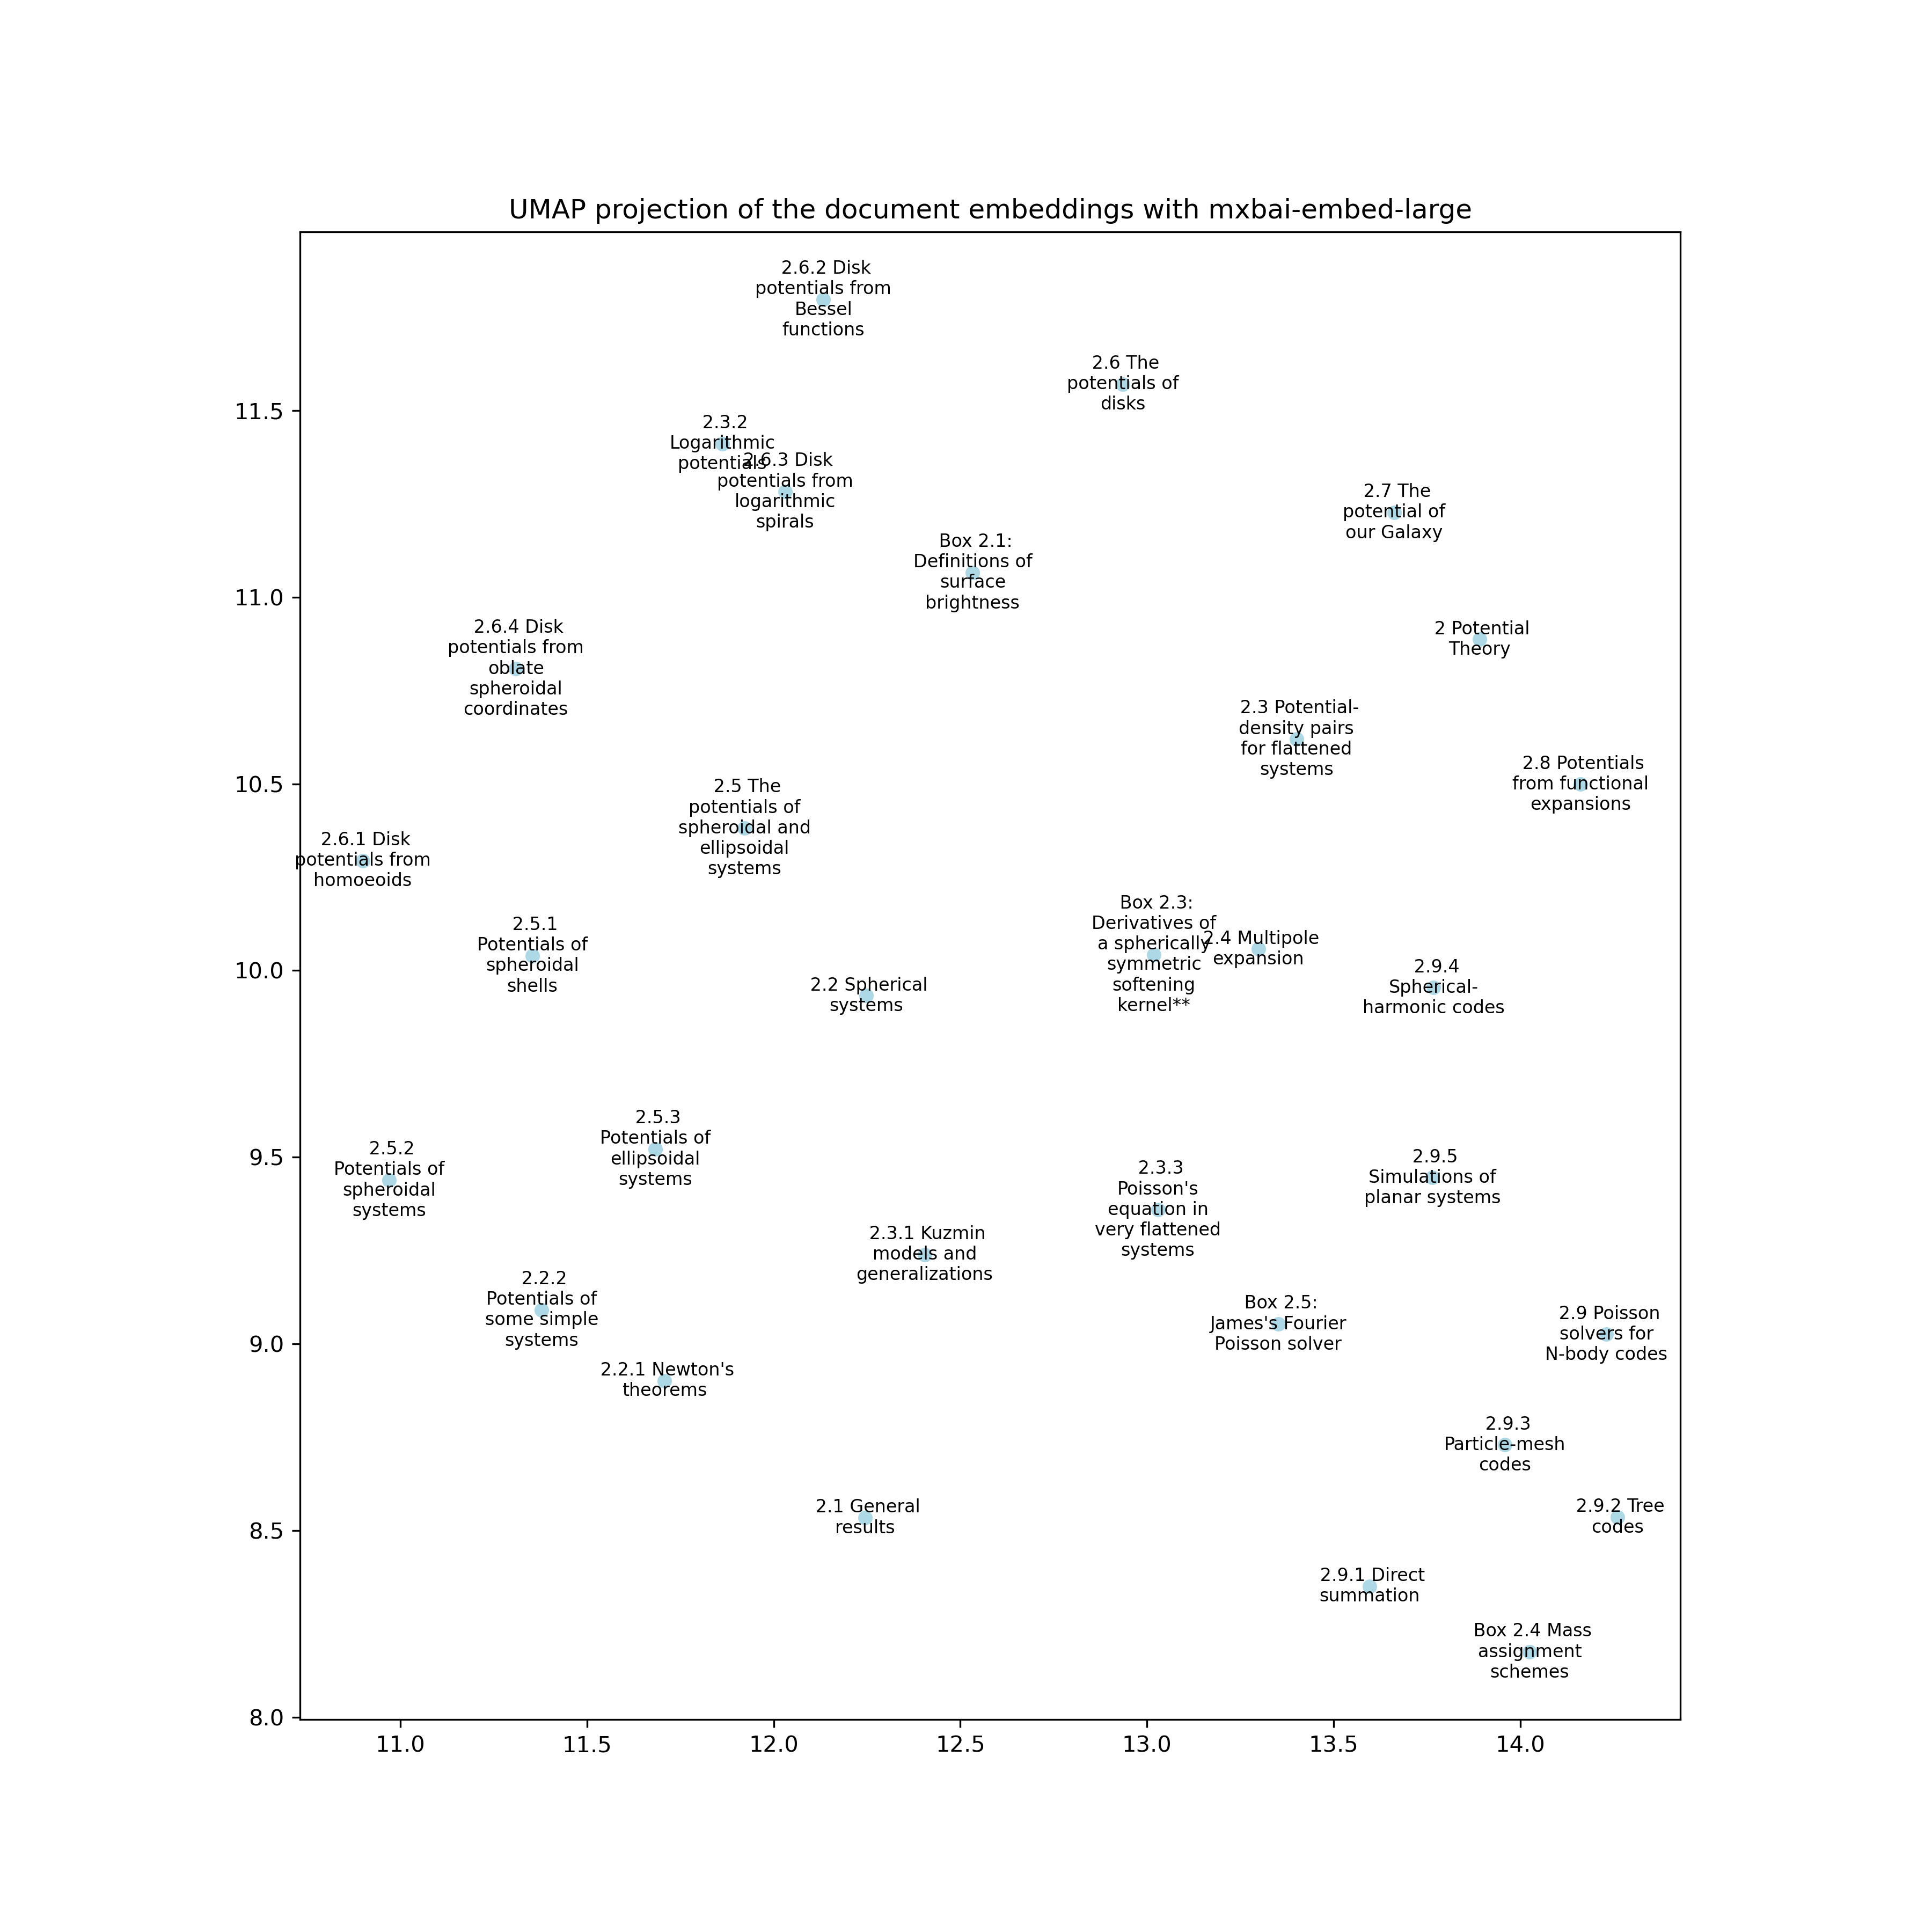 UMAP projection of the document embeddings with mxbai-embed-large
2.6.2 Disk
potentials from
Bessel
functions
2.6 The
potentials of
disks
11.5
2.3.2
Logarithmic
potentials
2.6.3 Disk
potentials from
logarithmic
spirals
2.7 The
potential of
our Galaxy
Box 2.1:
Definitions of
surface
brightness
11.0
2.6.4 Disk
potentials from
oblate
spheroidal
coordinates
2 Potential
Theory
2.3 Potential-
density pairs
for flattened
systems
2.8 Potentials
from functional
expansions
10.5
2.5 The
potentials of
spheroidal and
ellipsoidal
systems
2.6.1 Disk
potentials from
homoeoids
2.5.1
Potentials of
spheroidal
shells
Box 2.3:
Derivatives of
a spherically
symmetric
softening
kernel**
2.4 Multipole
expansion
2.9.4
Spherical-
harmonic codes
10.0
2.2 Spherical
systems
2.5.3
Potentials of
ellipsoidal
systems
2.5.2
Potentials of
spheroidal
systems
9.5
2.3.3
Poisson's
equation in
very flattened
systems
2.9.5
Simulations of
planar systems
2.3.1 Kuzmin
models and
generalizations
2.2.2
Potentials of
some simple
systems
Box 2.5:
James's Fourier
Poisson solver
2.9 Poisson
solvers for
N-body codes
9.0
2.2.1 Newton's
theorems
2.9.3
Particle-mesh
codes
2.1 General
results
2.9.2 Tree
codes
8.5
2.9.1 Direct
summation
Box 2.4 Mass
assignment
schemes
8.0
11.0
11.5
12.0
12.5
13.0
13.5
14.0